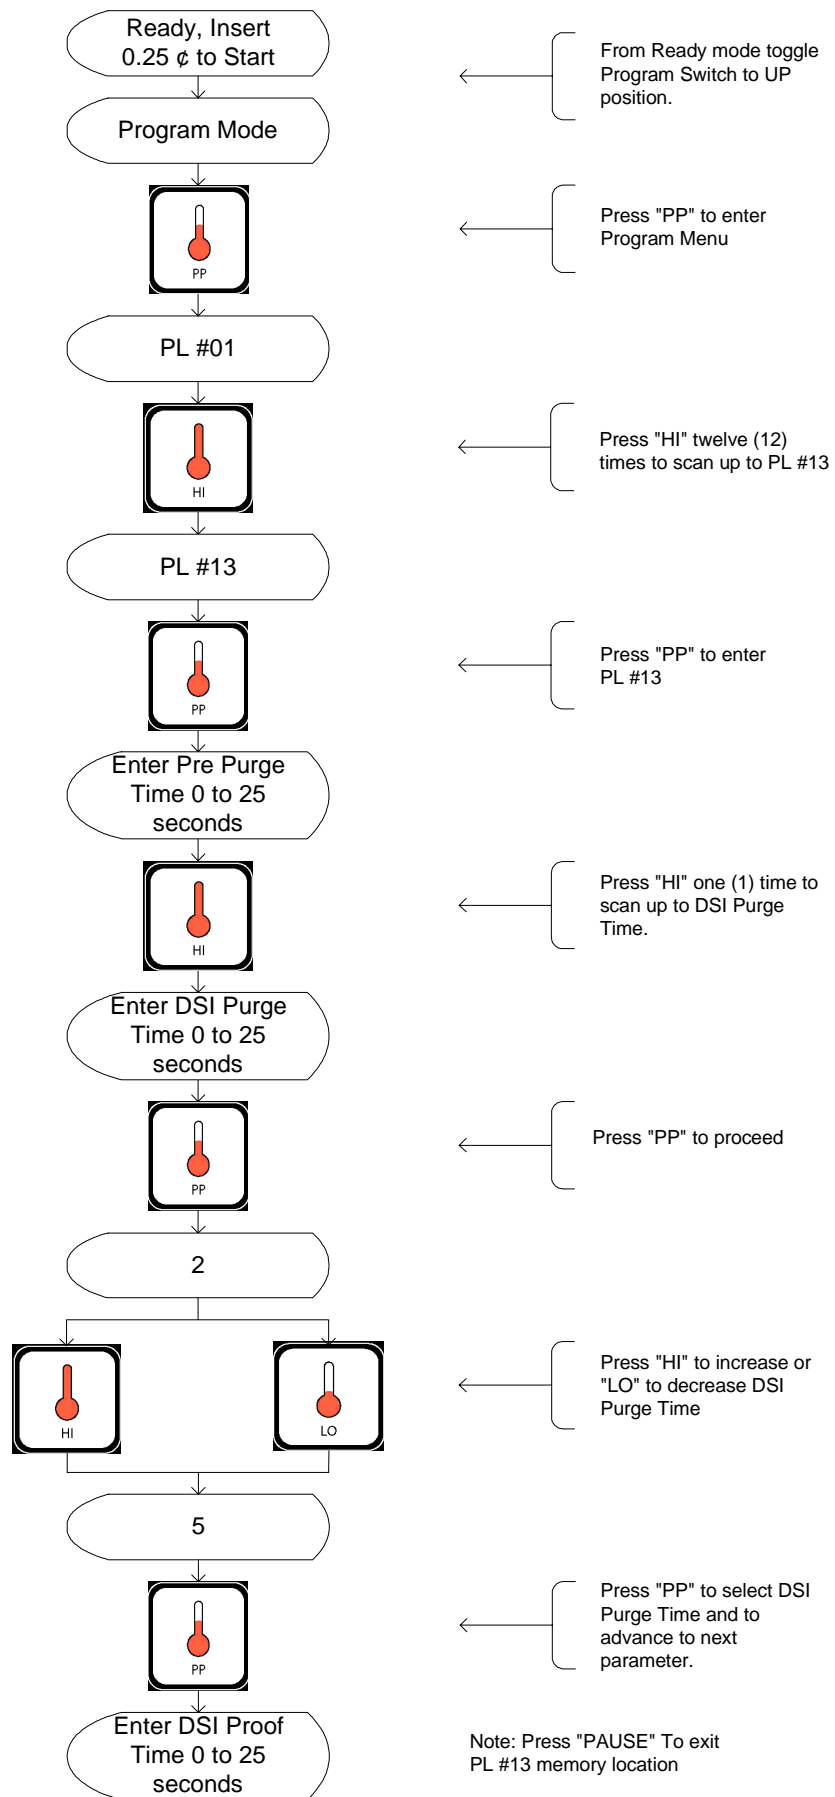 Ready, Insert
0.25 ¢ to Start
From Ready mode toggle
Program Switch to UP
position.
Program Mode
PP
Press "PP" to enter
Program Menu
PL #01
HI
Press "HI" twelve (12)
times to scan up to PL #13
PL #13
PP
Press "PP" to enter
PL #13
Enter Pre Purge
Time 0 to 25
seconds
HI
Press "HI" one (1) time to
scan up to DSI Purge
Time.
Enter DSI Purge
Time 0 to 25
seconds
PP
Press "PP" to proceed
2
HI
LO
Press "HI" to increase or
"LO" to decrease DSI
Purge Time
5
PP
Press "PP" to select DSI
Purge Time and to
advance to next
parameter.
Enter DSI Proof
Time 0 to 25
seconds
Note: Press "PAUSE" To exit
PL #13 memory location